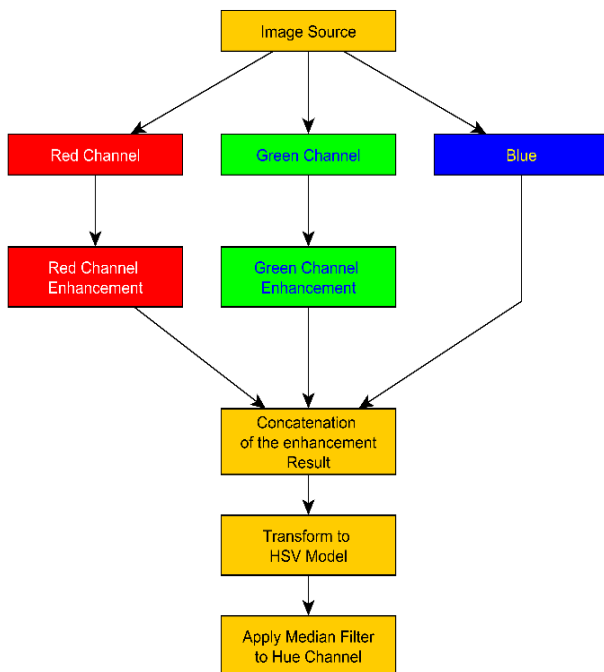 Image Source
Red Channel
Green Channel
Blue
Red Channel
Enhancement
Green Channel
Enhancement
Concatenation
of the enhancement
Result
Transform to
HSV Model
Apply Median Filter
to Hue Channel